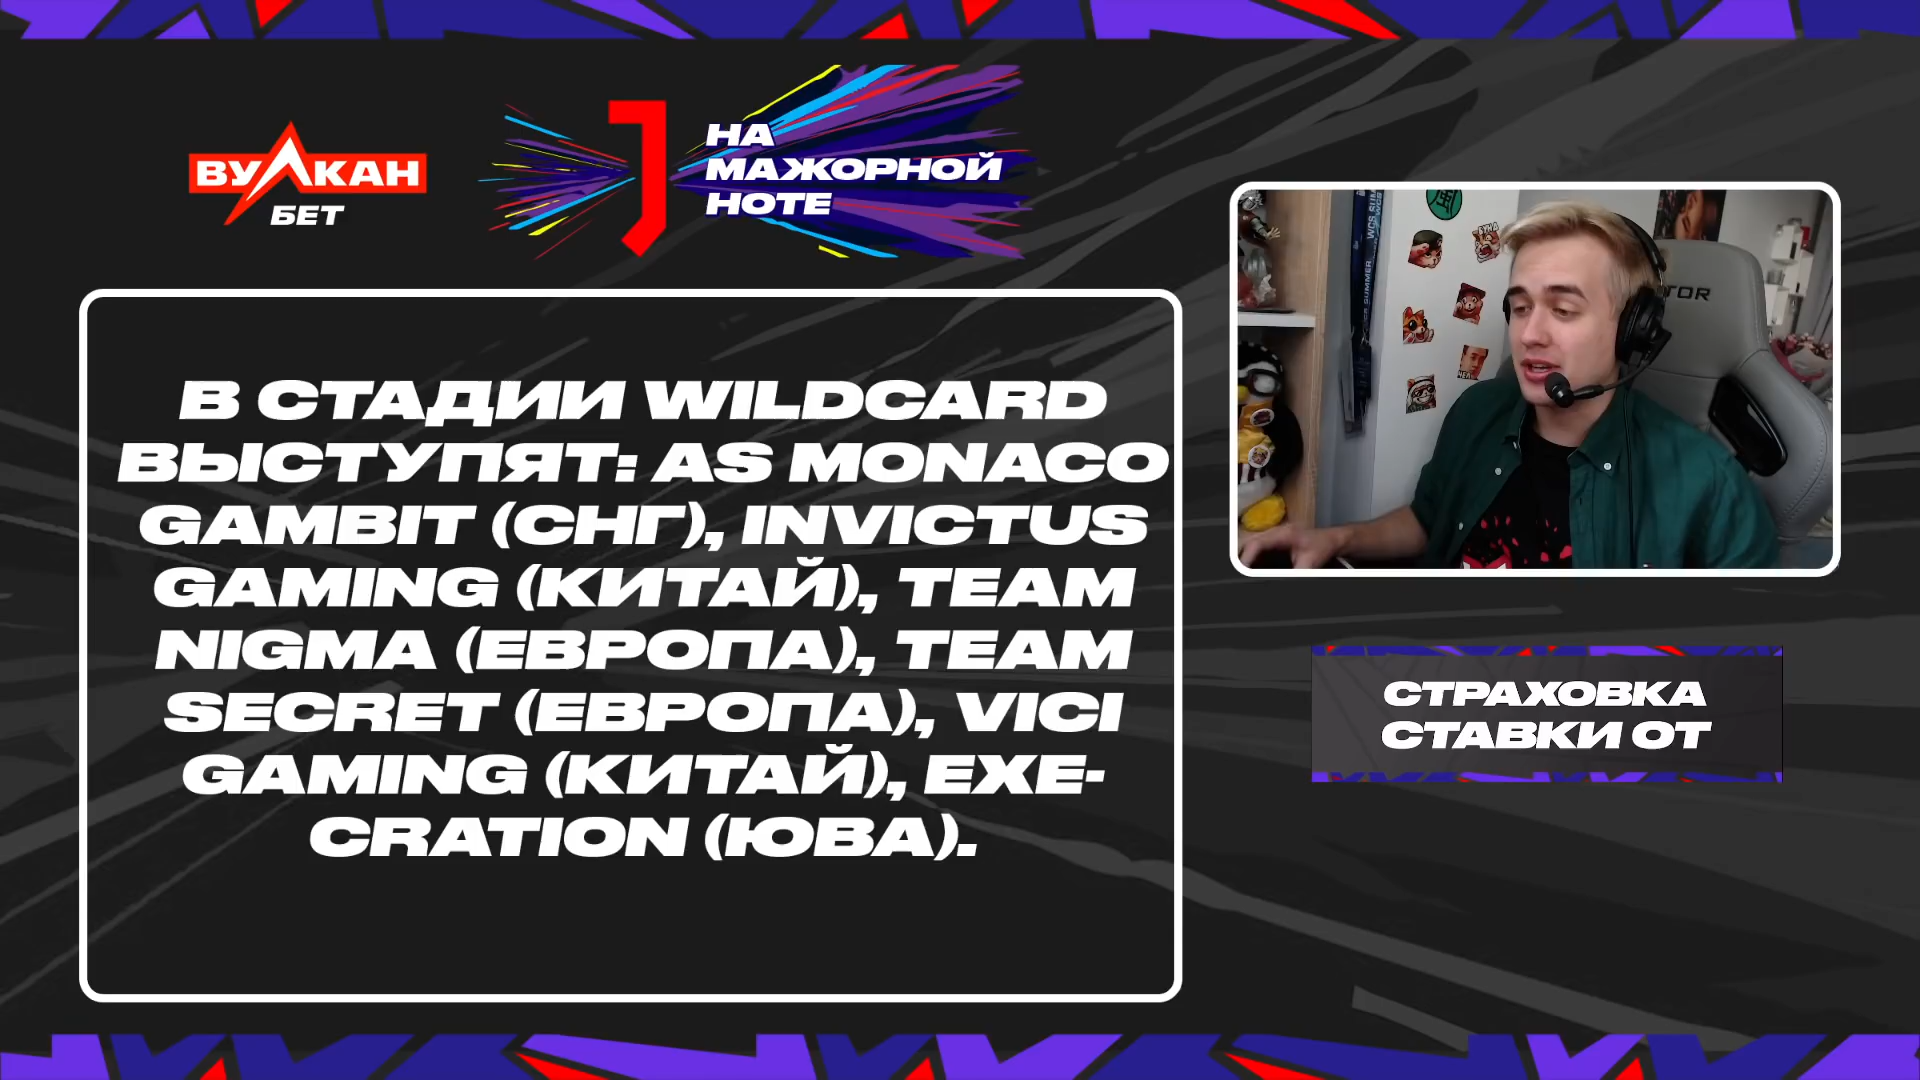 ВУЛКАН
БЕТ
НА
МАЖОРНОЙ
НОТЕ
В СТАДИИ WILDCARD
ВЫСТУПЯТ: AS MONACO
GAMBIT (СНГ), INVICTUS
GAMING (КИТАЙ), TEAM
NIGMA (ЕВРОПА), TEAM
SECRET (ЕВРОПА), VICI
GAMING (КИТАЙ), EXE-
CRATION (ЮВА).
СТРАХОВКА
СТАВКИ ОТ